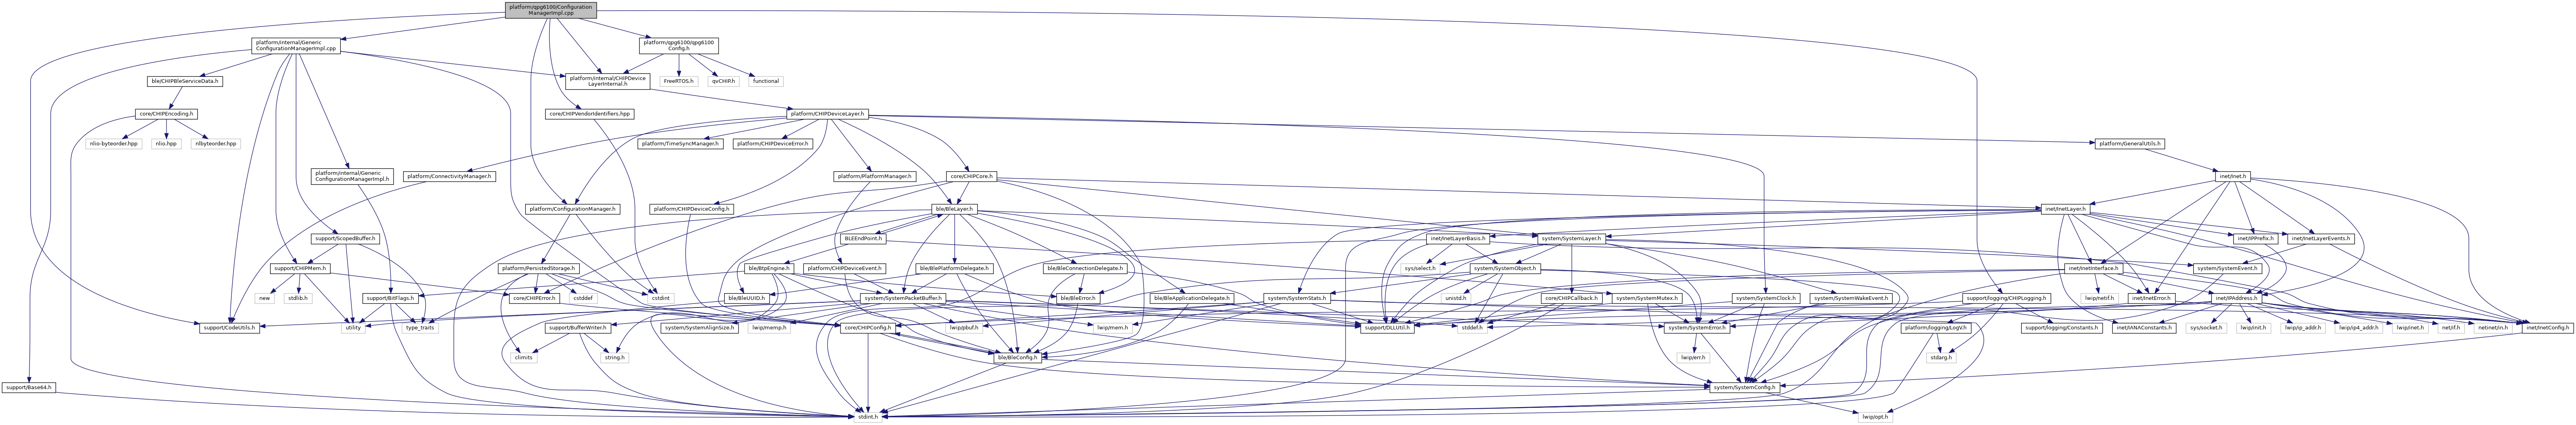 platform/qpg6100/Configuration
ManagerImpl.cpp
platform/internal/Generic
ConfigurationManagerImpl.cpp
platform/qpg6100/qpg6100
Config.h
ble/CHIPBleServiceData.h
platform/internal/CHIPDevice
LayerInternal.h
FreeRTOS.h
qvCHIP.h
functional
core/CHIPEncoding.h
core/CHIPVendorIdentifiers.hpp
platform/CHIPDeviceLayer.h
nlio-byteorder.hpp
nlio.hpp
nlbyteorder.hpp
platform/TimeSyncManager.h
platform/CHIPDeviceError.h
platform/GeneralUtils.h
platform/internal/Generic
ConfigurationManagerImpl.h
platform/ConnectivityManager.h
platform/PlatformManager.h
core/CHIPCore.h
inet/Inet.h
platform/ConfigurationManager.h
platform/CHIPDeviceConfig.h
ble/BleLayer.h
inet/InetLayer.h
support/ScopedBuffer.h
BLEEndPoint.h
inet/InetLayerBasis.h
system/SystemLayer.h
inet/IPPrefix.h
inet/InetLayerEvents.h
support/CHIPMem.h
platform/PersistedStorage.h
ble/BtpEngine.h
platform/CHIPDeviceEvent.h
ble/BlePlatformDelegate.h
ble/BleConnectionDelegate.h
sys/select.h
system/SystemObject.h
inet/InetInterface.h
system/SystemEvent.h
new
stdlib.h
support/BitFlags.h
core/CHIPError.h
cstddef
cstdint
ble/BleUUID.h
system/SystemPacketBuffer.h
ble/BleError.h
ble/BleApplicationDelegate.h
system/SystemStats.h
unistd.h
core/CHIPCallback.h
system/SystemMutex.h
system/SystemClock.h
system/SystemWakeEvent.h
support/logging/CHIPLogging.h
lwip/netif.h
inet/InetError.h
inet/IPAddress.h
support/CodeUtils.h
utility
type_traits
support/BufferWriter.h
system/SystemAlignSize.h
lwip/memp.h
core/CHIPConfig.h
lwip/pbuf.h
lwip/mem.h
support/DLLUtil.h
stddef.h
system/SystemError.h
platform/logging/LogV.h
support/logging/Constants.h
inet/IANAConstants.h
sys/socket.h
lwip/init.h
lwip/ip_addr.h
lwip/ip4_addr.h
lwip/inet.h
net/if.h
netinet/in.h
inet/InetConfig.h
climits
string.h
ble/BleConfig.h
lwip/err.h
stdarg.h
support/Base64.h
system/SystemConfig.h
stdint.h
lwip/opt.h